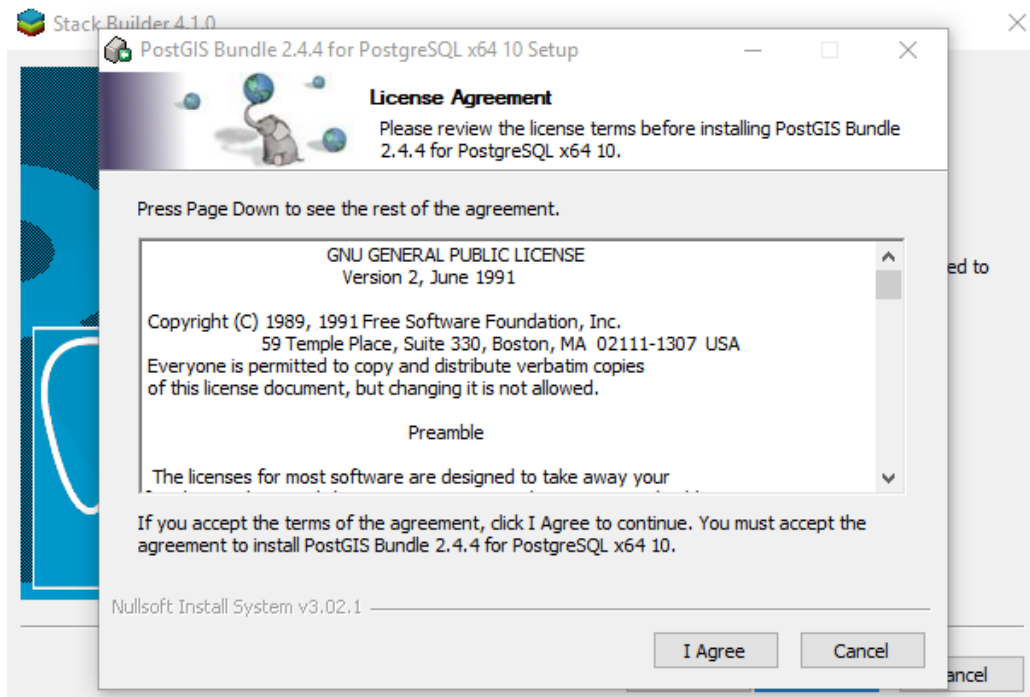 Stack Builder 4.1.0
PostGIS Bundle 2.4.4 for PostgreSQL x64 10 Setup
License Agreement
Please review the license terms before installing PostGIS Bundle
2.4.4 for PostgreSQL x64 10.
Press Page Down to see the rest of the agreement.
GNU GENERAL PUBLIC LICENSE
Version 2, June 1991
Copyright (C) 1989, 1991 Free Software Foundation, Inc.
59 Temple Place, Suite 330, Boston, MA 02111-1307 USA
Everyone is permitted to copy and distribute verbatim copies
of this license document, but changing it is not allowed.
Preamble
The licenses for most software are designed to take away your
ed to
If you accept the terms of the agreement, click I Agree to continue. You must accept the
agreement to install PostGIS Bundle 2.4.4 for PostgreSQL x64 10.
Nullsoft Install System v3.02.1
I Agree
Cancel
ancel